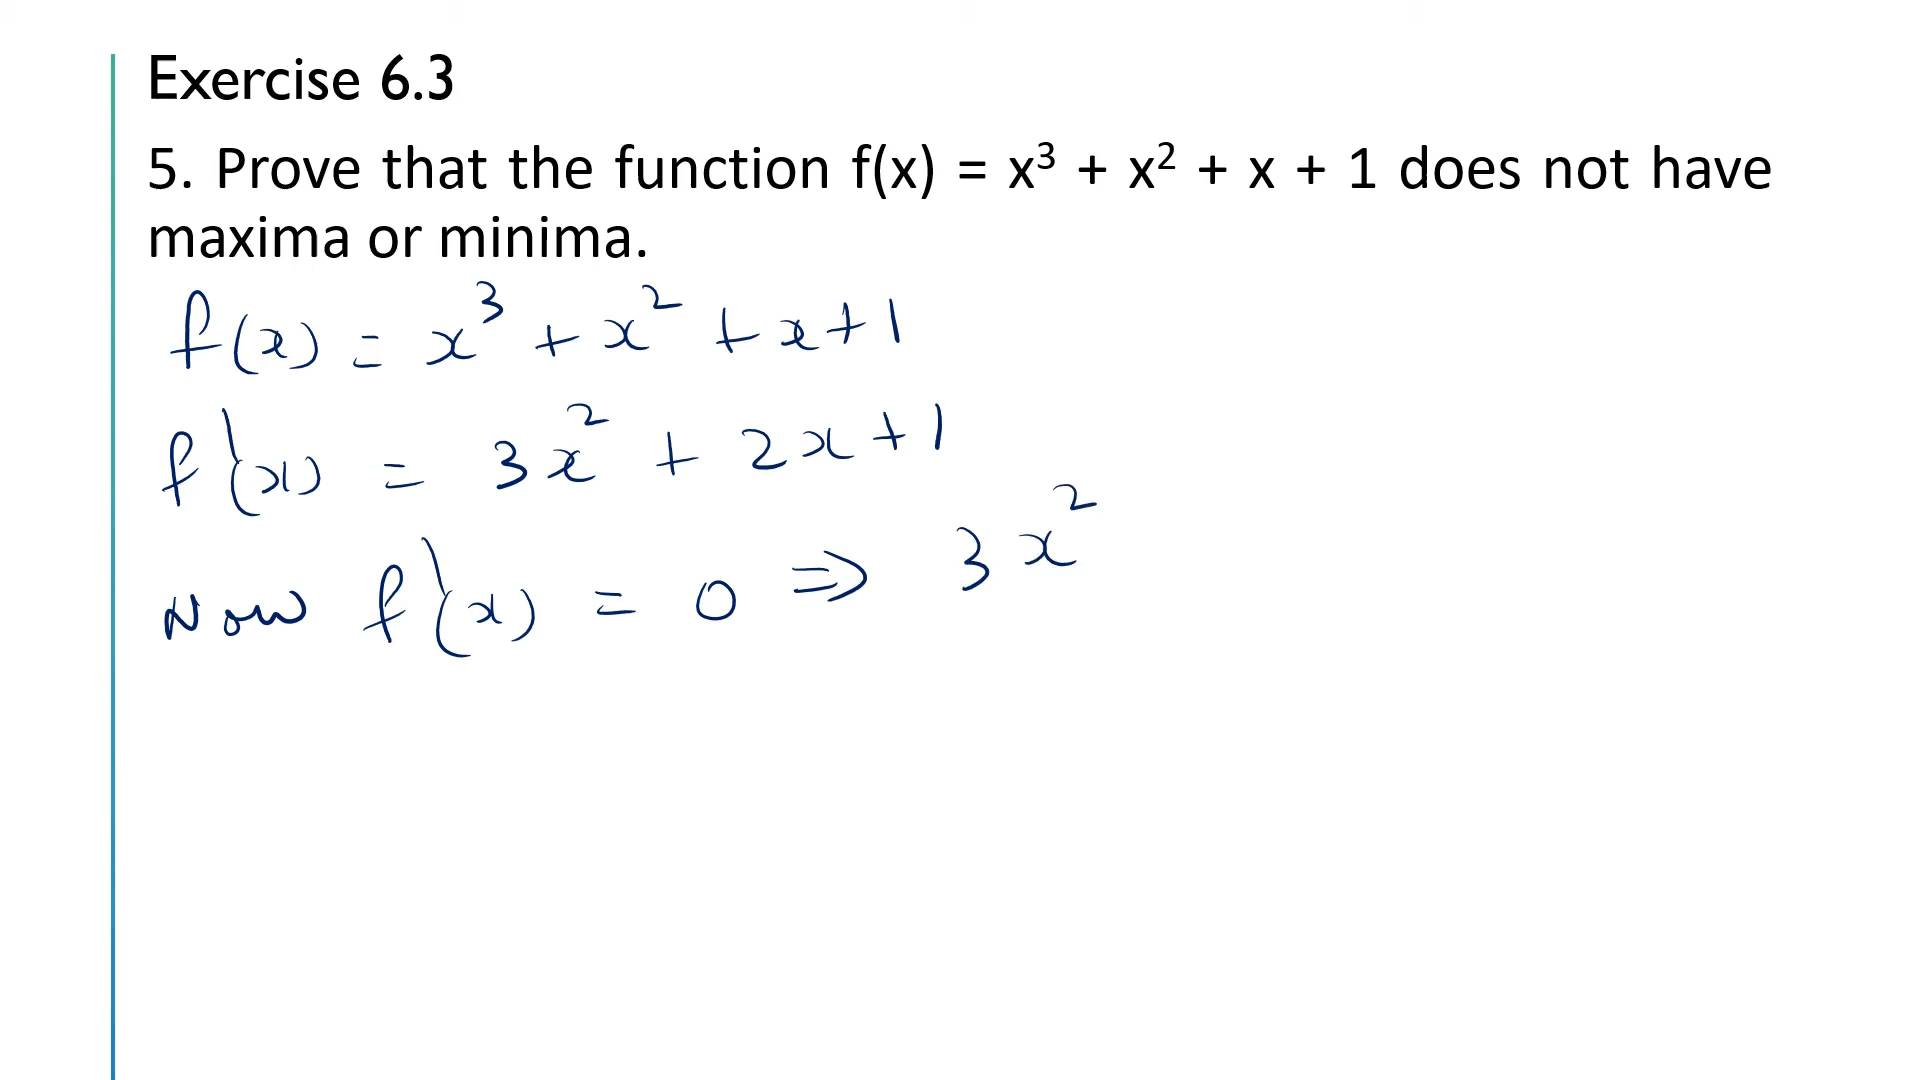 Exercise 6.3
5. Prove that the function f(x) = x³ + x² + x + 1 does not have
maxima or minima.
f(x) = x³ + x² + x + 1
f'(x) = 3x² + 2x + 1
Now f'(x) = 0 ⇒ 3x²